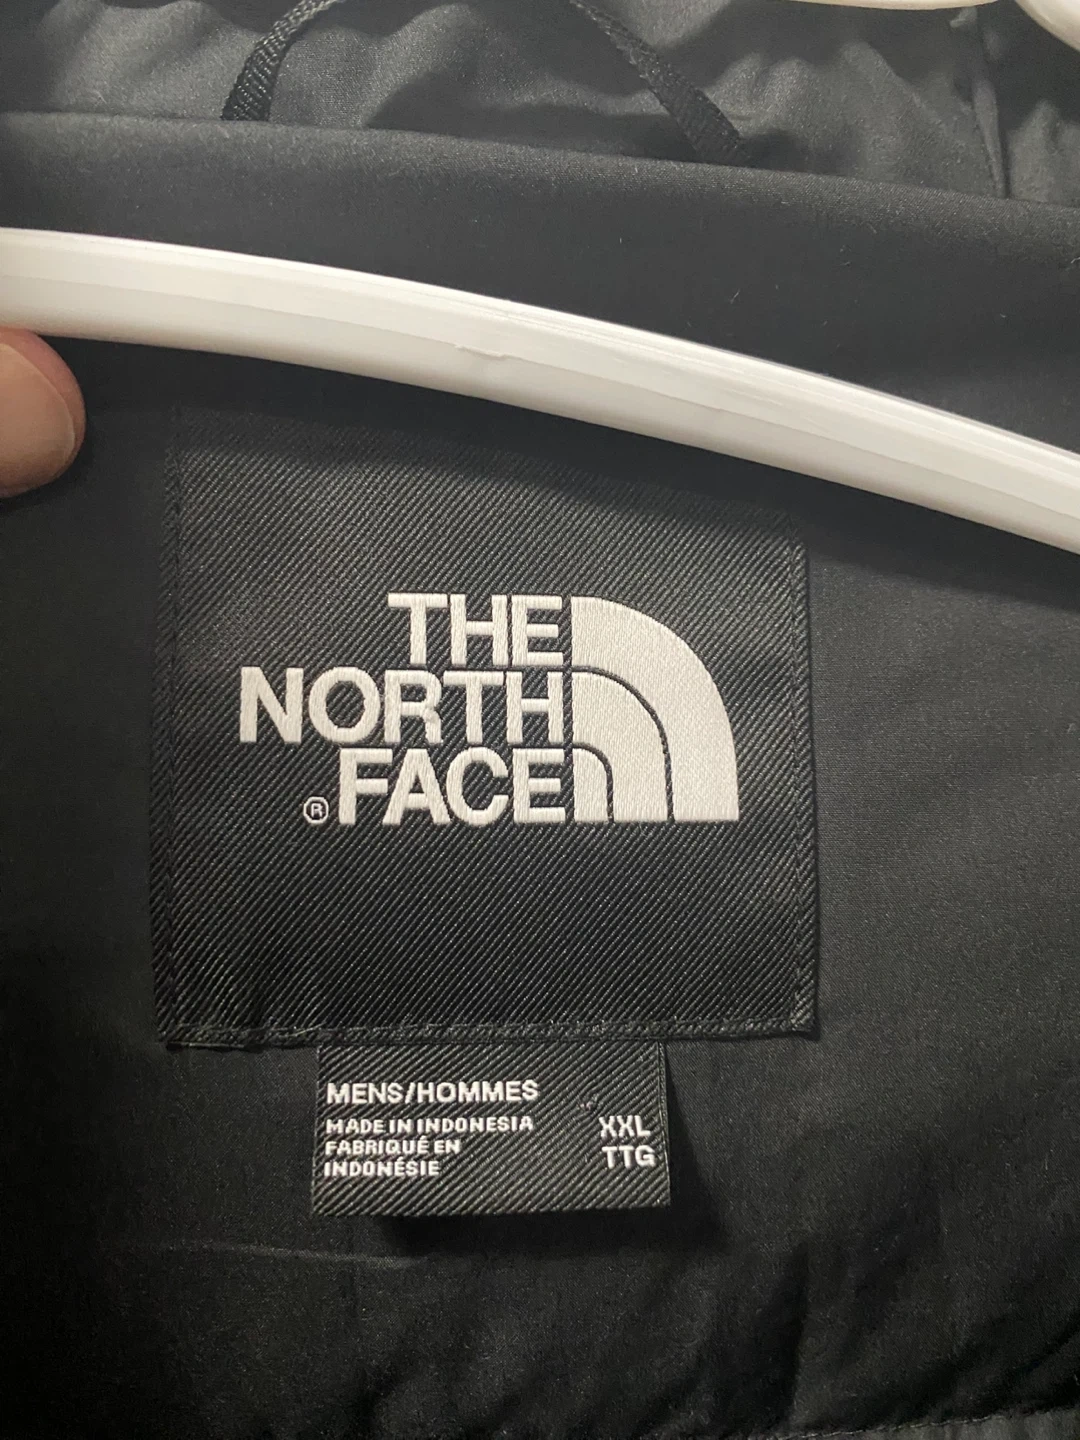 THE
NORTH
® FACE
MENS/HOMMES
MADE IN INDONESIA
FABRIQUÉ EN
INDONÉSIE
XXL
TTG